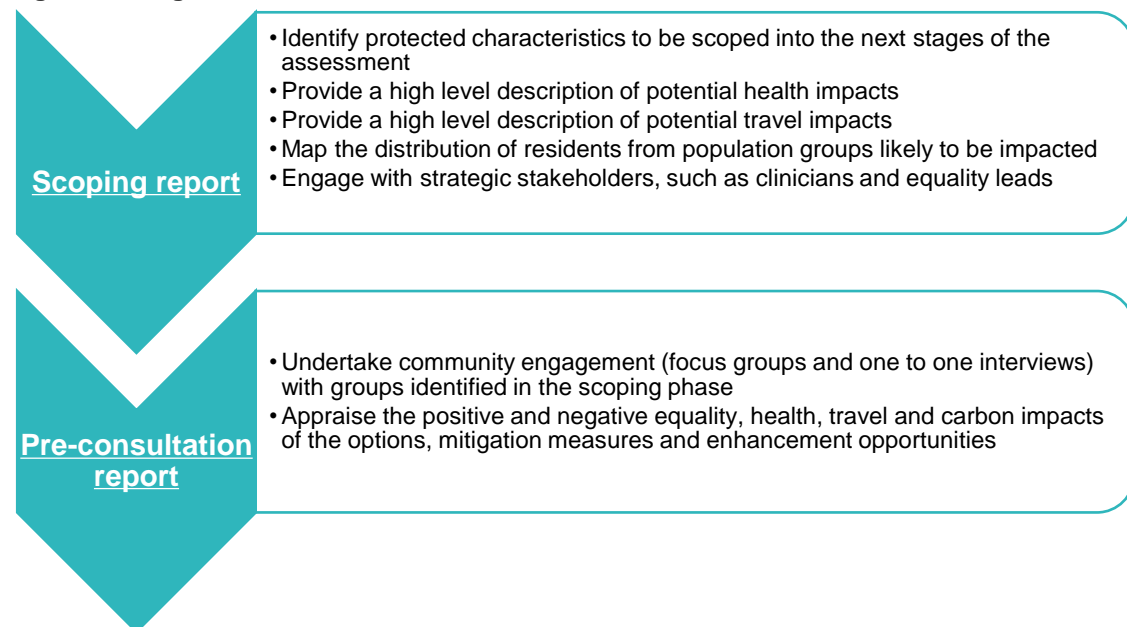 • Identify protected characteristics to be scoped into the next stages of the
assessment
• Provide a high level description of potential health impacts
• Provide a high level description of potential travel impacts
• Map the distribution of residents from population groups likely to be impacted
• Engage with strategic stakeholders, such as clinicians and equality leads
Scoping report
• Undertake community engagement (focus groups and one to one interviews)
with groups identified in the scoping phase
• Appraise the positive and negative equality, health, travel and carbon impacts
of the options, mitigation measures and enhancement opportunities
Pre-consultation
report